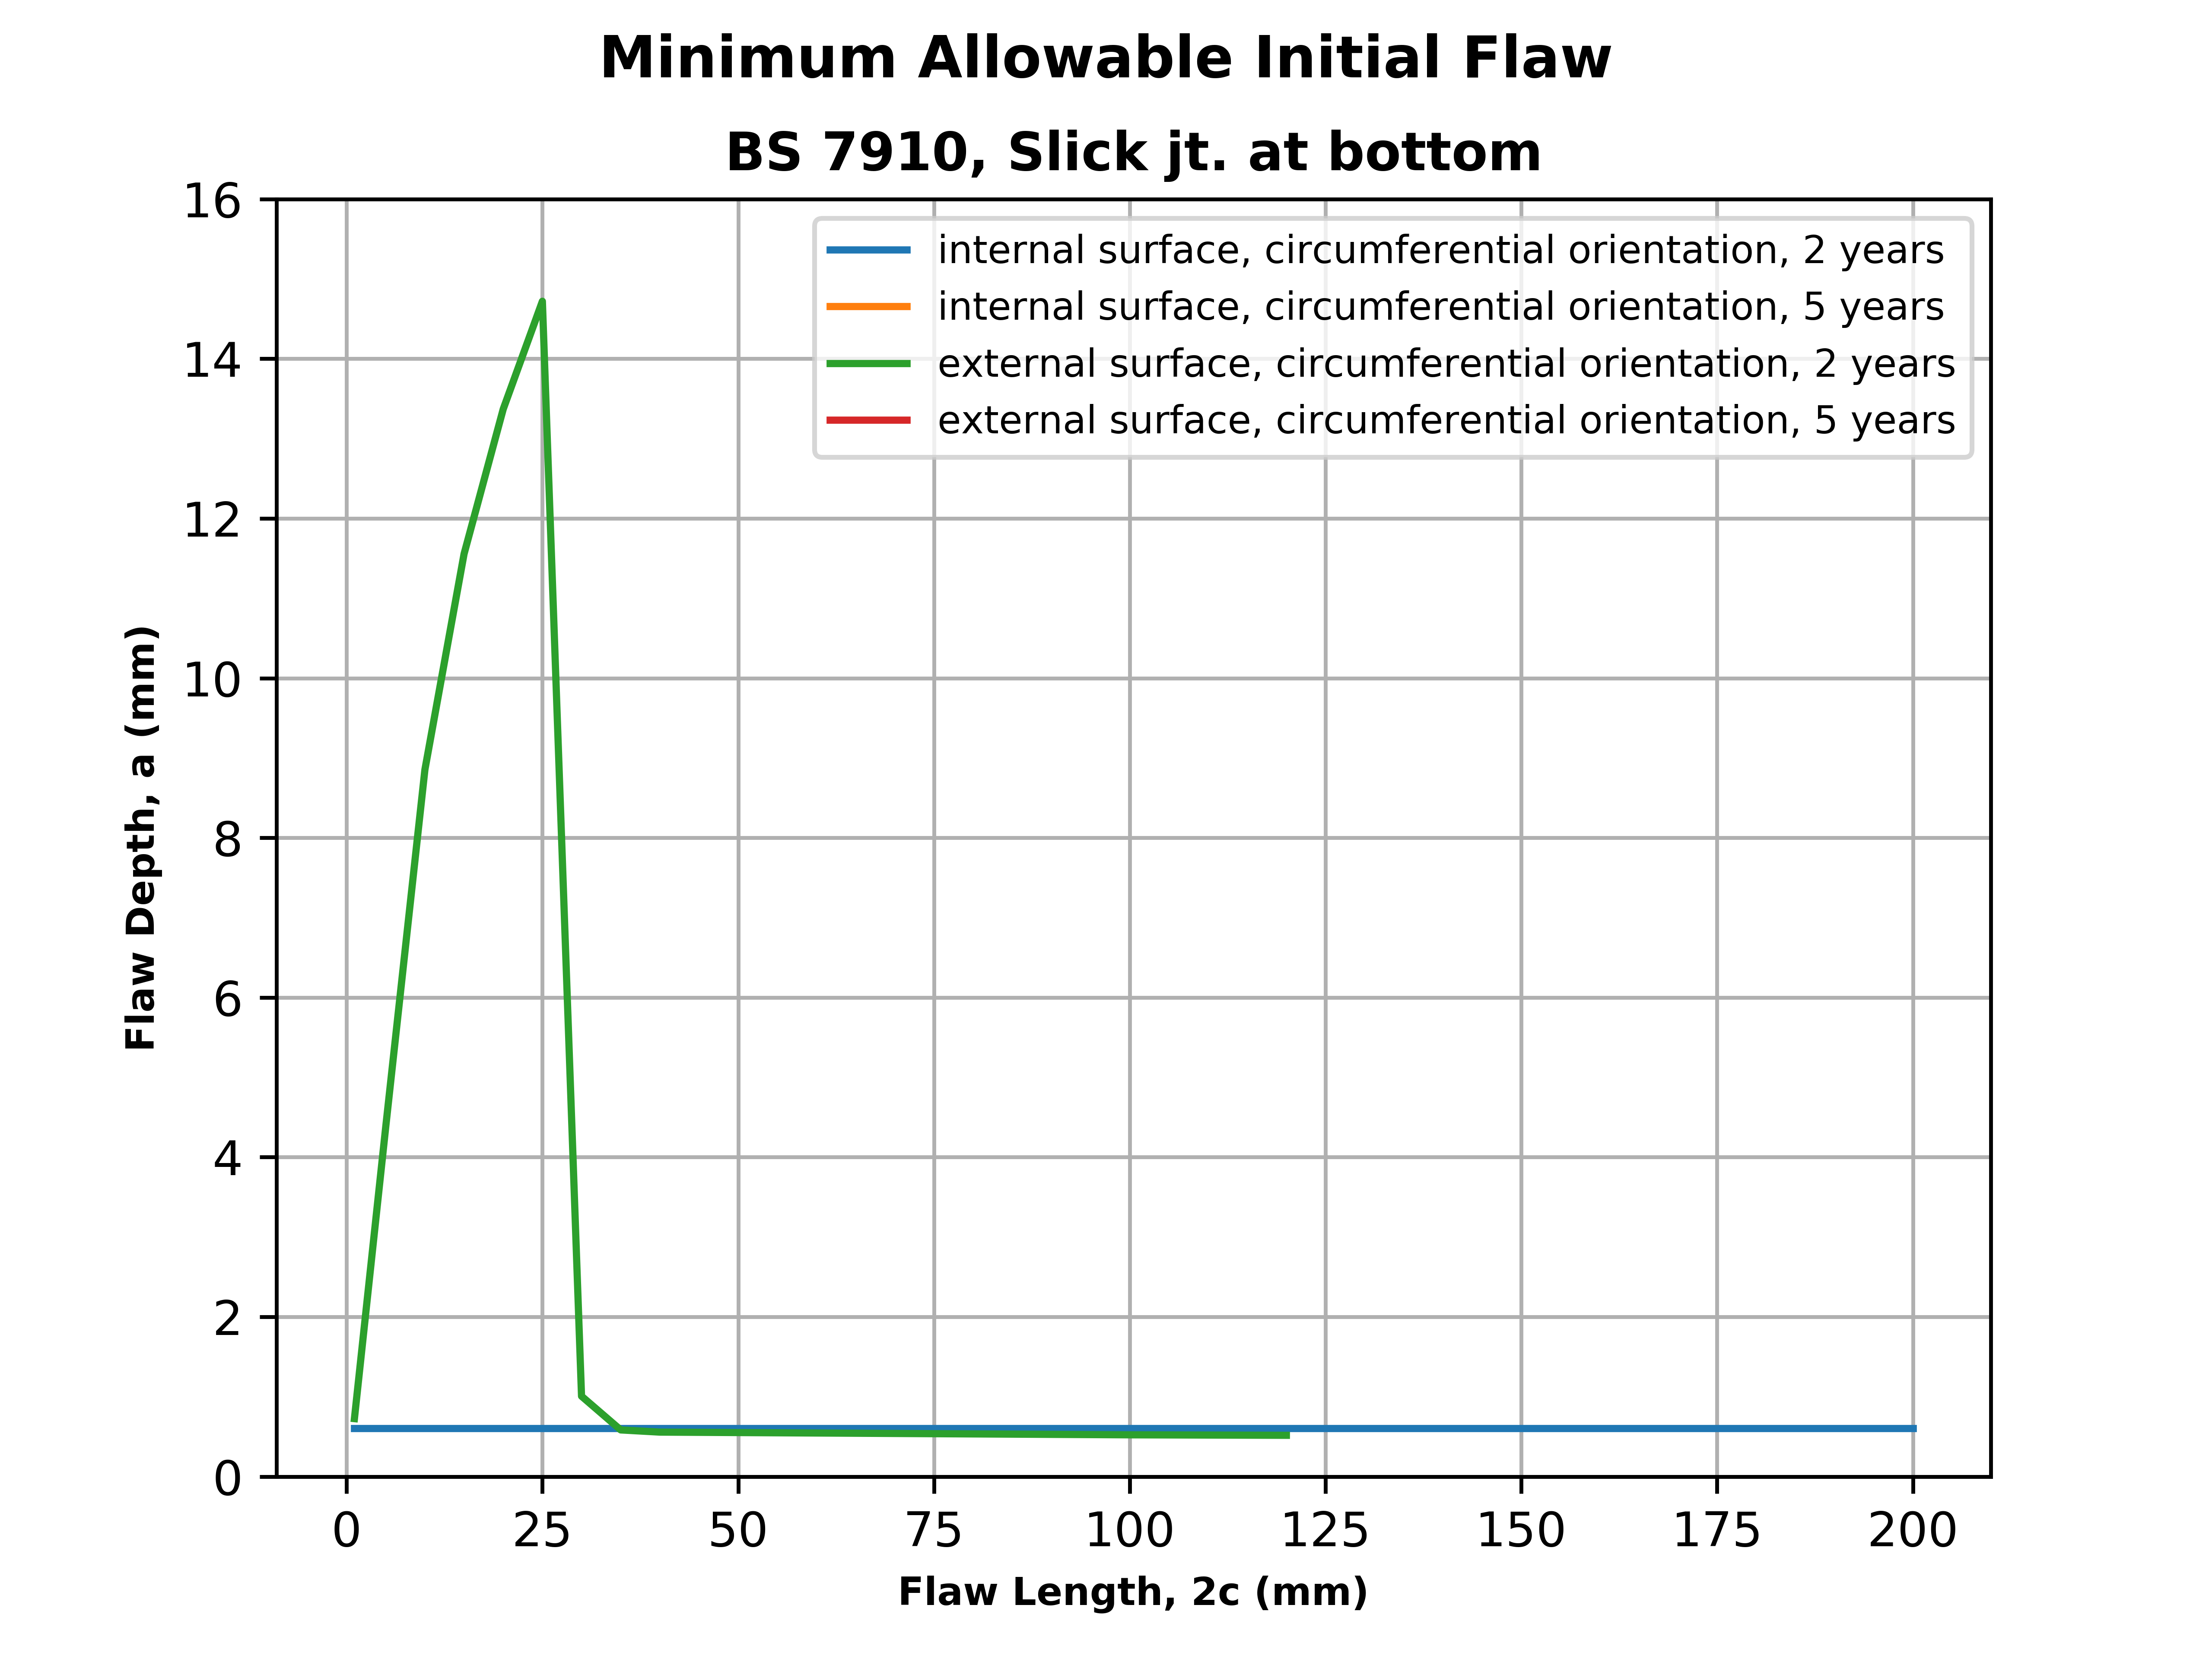 Minimum Allowable Initial Flaw
BS 7910, Slick jt. at bottom
16
14
12
10
8
6
4
2
0
Flaw Depth, a (mm)
internal surface, circumferential orientation, 2 years
internal surface, circumferential orientation, 5 years
external surface, circumferential orientation, 2 years
external surface, circumferential orientation, 5 years
0 25 50 75 100 125 150 175 200
Flaw Length, 2c (mm)